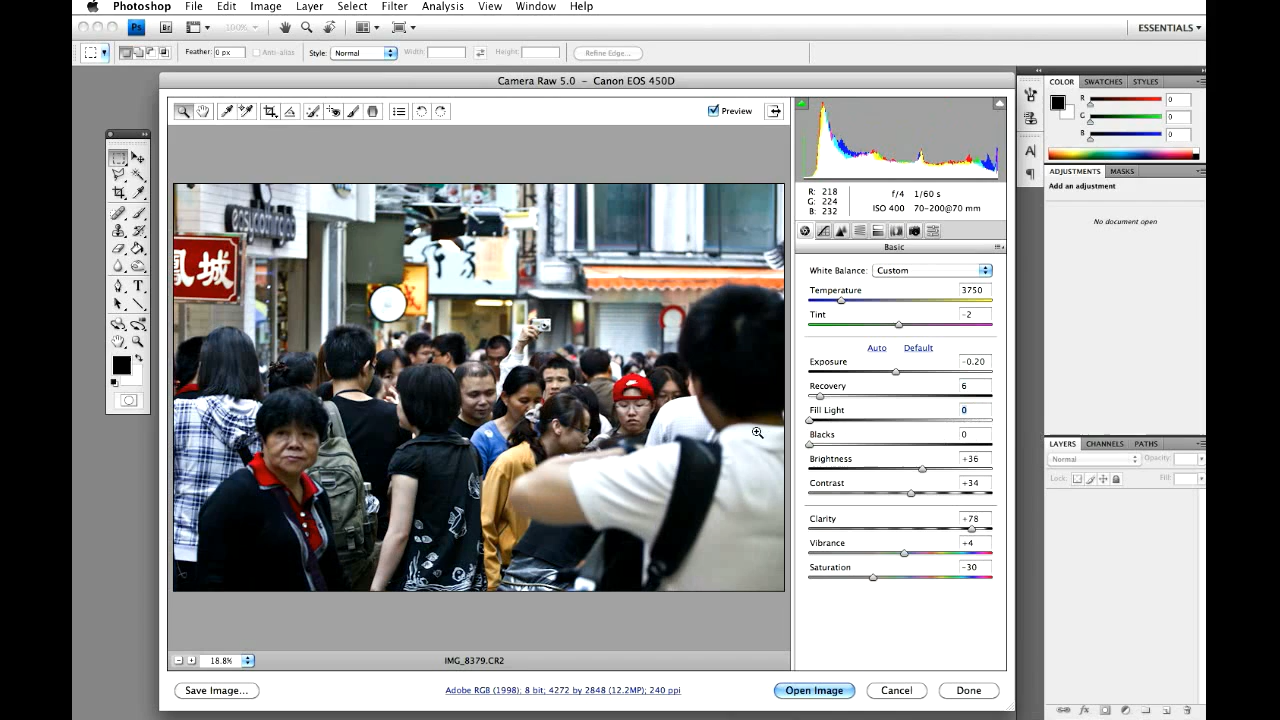 Photoshop File Edit Image Layer Select Filter Analysis View Window Help
Ps Br 100% ESSENTIALS
Feather: 0 px Anti-alias Style: Normal Width: Height: Refine Edge...
Camera Raw 5.0 - Canon EOS 450D
Preview
COLOR SWATCHES STYLES
R 0
G 0
B 0
ADJUSTMENTS MASKS
Add an adjustment
No document open
R: 218
G: 224
B: 232
f/4 1/60 s
ISO 400 70-200@70 mm
Basic
White Balance: Custom
Temperature 3750
Tint -2
Auto Default
Exposure -0.20
Recovery 6
Fill Light 0
Blacks 0
Brightness +36
Contrast +34
Clarity +78
Vibrance +4
Saturation -30
鳳城
LAYERS CHANNELS PATHS
Normal Opacity:
Lock: Fill:
18.8% IMG_8379.CR2
Save Image... Adobe RGB (1998); 8 bit; 4272 by 2848 (12.2MP); 240 ppi Open Image Cancel Done